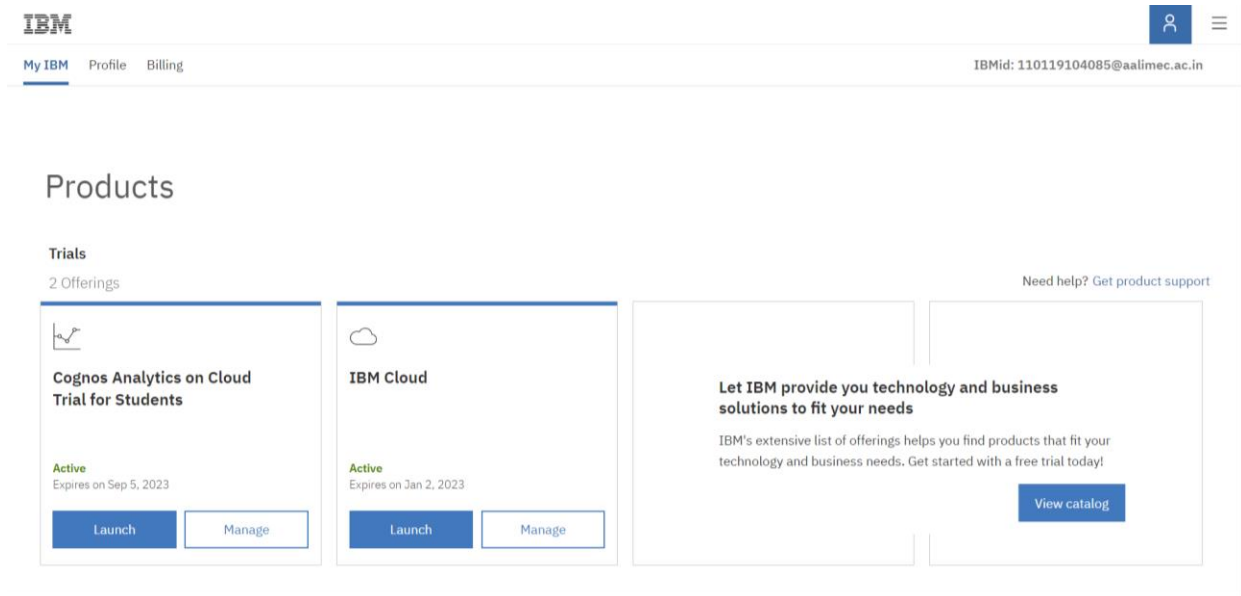 IBM
My IBM Profile Billing
IBMid: 110119104085@aalimec.ac.in
Products
Trials
2 Offerings
Need help? Get product support
Cognos Analytics on Cloud
Trial for Students
Active
Expires on Sep 5, 2023
Launch Manage
IBM Cloud
Active
Expires on Jan 2, 2023
Launch Manage
Let IBM provide you technology and business
solutions to fit your needs
IBM's extensive list of offerings helps you find products that fit your
technology and business needs. Get started with a free trial today!
View catalog